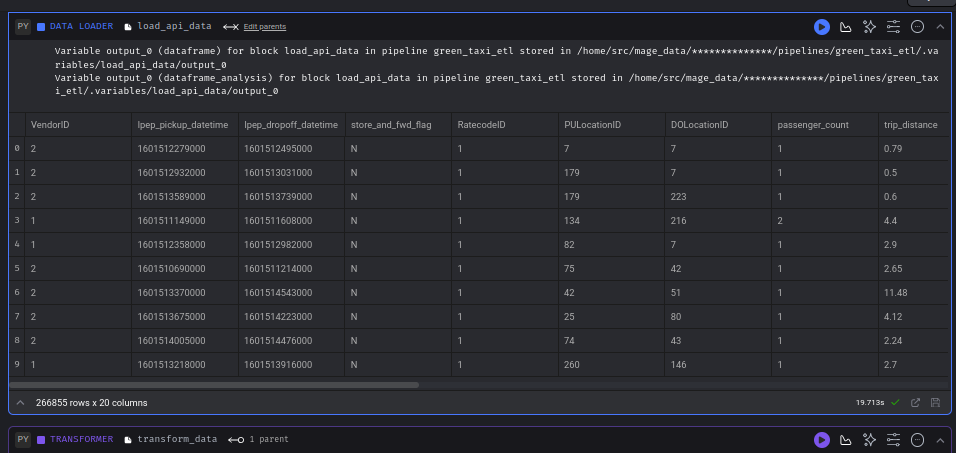 PY DATA LOADER load_api_data Edit parents
Variable output_0 (dataframe) for block load_api_data in pipeline green_taxi_etl stored in /home/src/mage_data/**************/pipelines/green_taxi_etl/.va
riables/load_api_data/output_0
Variable output_0 (dataframe_analysis) for block load_api_data in pipeline green_taxi_etl stored in /home/src/mage_data/**************/pipelines/green_tax
i_etl/.variables/load_api_data/output_0
VendorID lpep_pickup_datetime lpep_dropoff_datetime store_and_fwd_flag RatecodeID PULocationID DOLocationID passenger_count trip_distance
0 2 1601512279000 1601512495000 N 1 7 7 1 0.79
1 2 1601512932000 1601513031000 N 1 179 7 1 0.5
2 2 1601513589000 1601513739000 N 1 179 223 1 0.6
3 1 1601511149000 1601511608000 N 1 134 216 2 4.4
4 1 1601512358000 1601512982000 N 1 82 7 1 2.9
5 2 1601510690000 1601511214000 N 1 75 42 1 2.65
6 2 1601513370000 1601514543000 N 1 42 51 1 11.48
7 2 1601513675000 1601514223000 N 1 25 80 1 4.12
8 2 1601514005000 1601514476000 N 1 74 43 1 2.24
9 1 1601513218000 1601513916000 N 1 260 146 1 2.7
266855 rows x 20 columns 19.713s
PY TRANSFORMER transform_data 1 parent